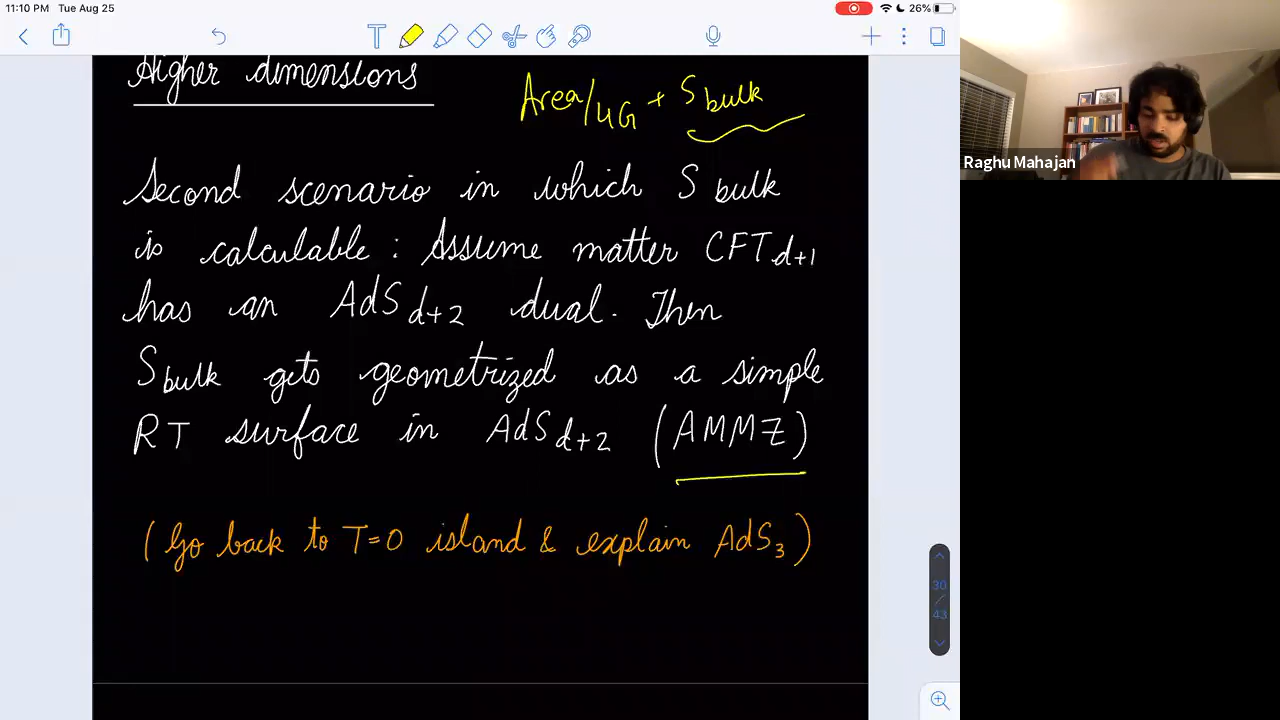 11:10 PM Tue Aug 25
26%
Higher dimensions
Area/4G + S bulk
Second scenario in which S bulk
is calculable : Assume matter CFT d+1
has an AdS d+2 dual. Then
S bulk gets geometrized as a simple
RT surface in AdS d+2 (AMMZ)
(Go back to T=0 island & explain AdS3)
30
/
43
Raghu Mahajan